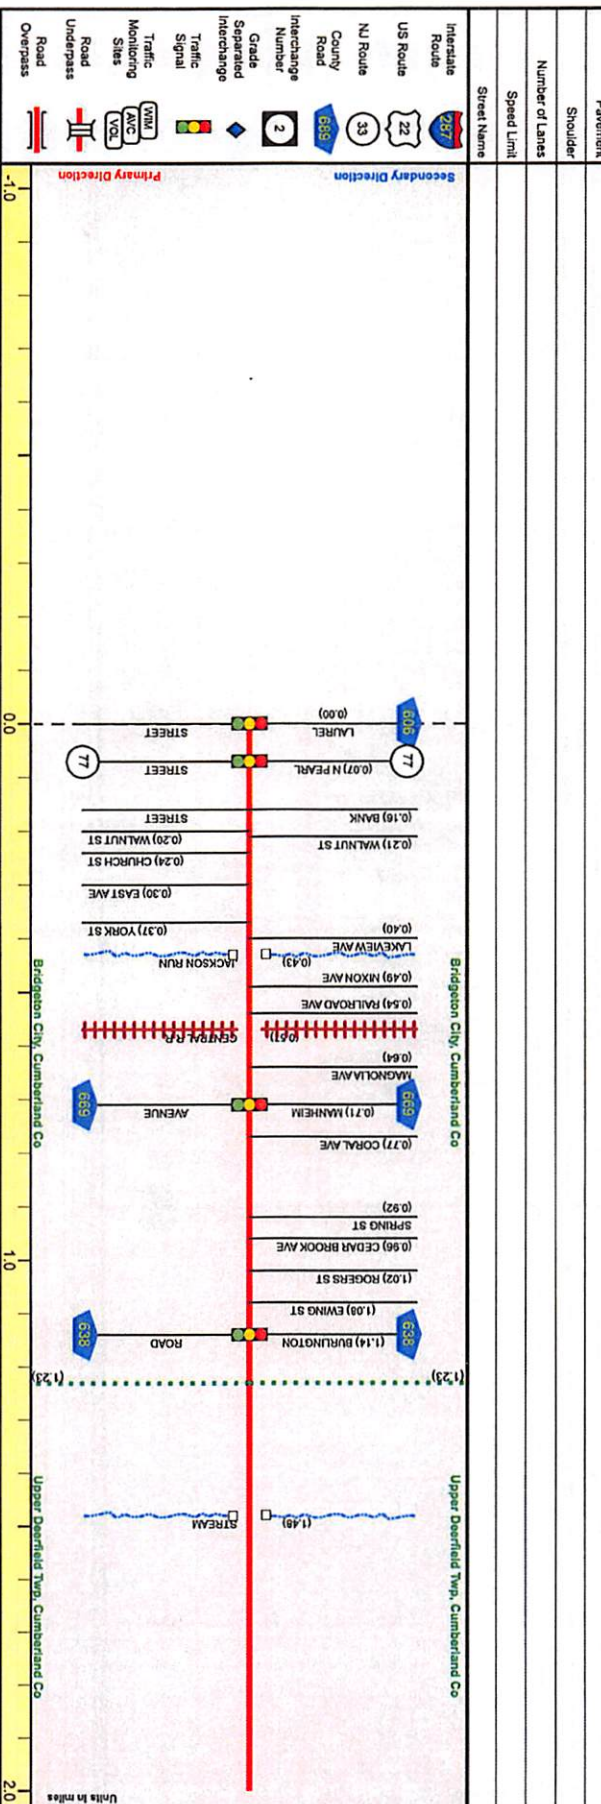 Pavement
Shoulder
Number of Lanes
Speed Limit
Street Name
Interstate
Route
287
US Route
22
NJ Route
33
County
Road
689
Interchange
Number
2
Grade
Separated
Interchange
Traffic
Signal
Traffic
Monitoring
Sites
WIM
AVC
VOL
Road
Underpass
Road
Overpass
Secondary Direction
Primary Direction
606
LAUREL
(0.00)
STREET
77
(0.07) N PEARL
STREET
77
(0.16) BANK
STREET
(0.21) WALNUT ST
(0.20) WALNUT ST
(0.24) CHURCH ST
(0.30) EAST AVE
(0.37) YORK ST
LAKEVIEW AVE
(0.40)
(0.43)
JACKSON RUN
(0.49) NIXON AVE
(0.54) RAILROAD AVE
(0.57)
CENTRAL R.R.
MAGNOLIA AVE
(0.64)
669
(0.71) MANHEIM
AVENUE
669
(0.77) CORAL AVE
SPRING ST
(0.92)
(0.96) CEDAR BROOK AVE
(1.02) ROGERS ST
(1.08) EWING ST
638
(1.14) BURLINGTON
ROAD
638
(1.23)
(1.23)
(1.48)
STREAM
Bridgeton City, Cumberland Co
Bridgeton City, Cumberland Co
Upper Deerfield Twp, Cumberland Co
Upper Deerfield Twp, Cumberland Co
-1.0
0.0
1.0
2.0
Units in miles